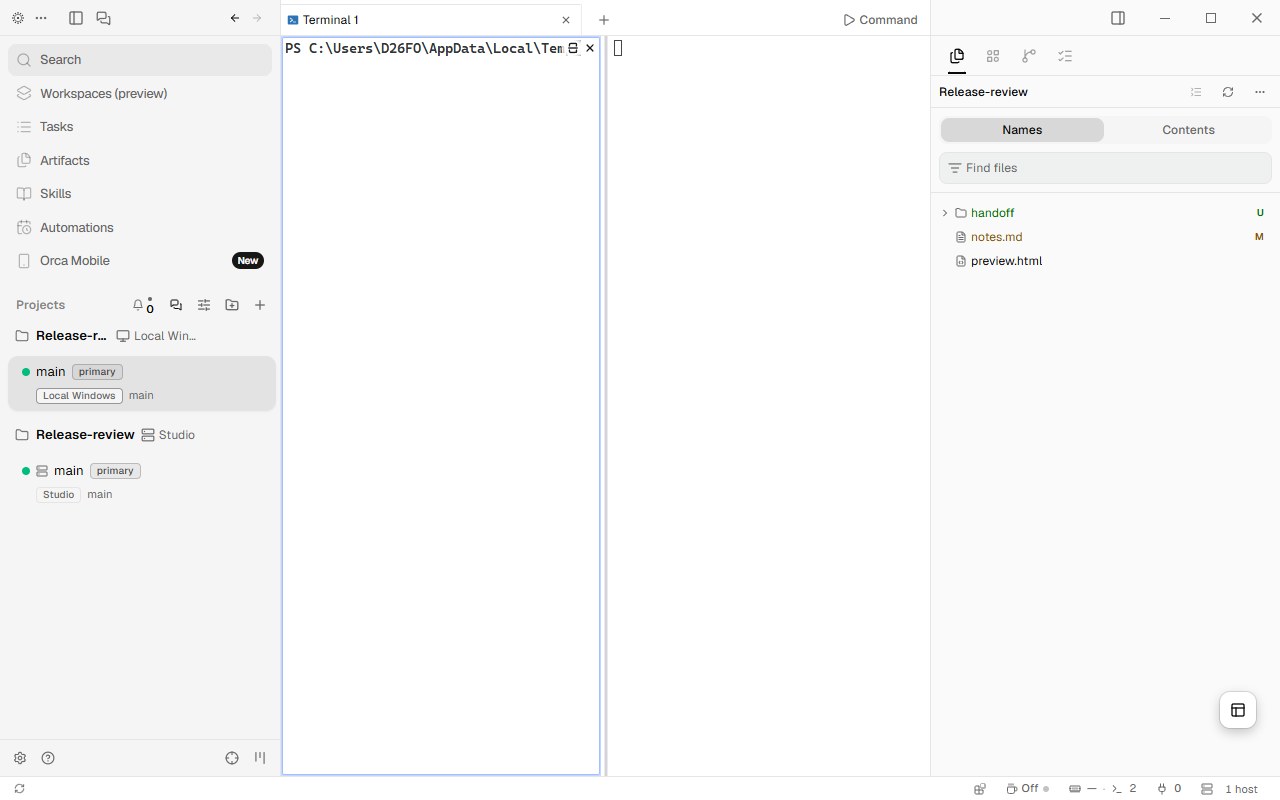 Terminal 1
Command
Search
Workspaces (preview)
Tasks
Artifacts
Skills
Automations
Orca Mobile
New
Projects
0
Release-r...
Local Win...
main
primary
Local Windows
main
Release-review
Studio
main
primary
Studio
main
PS C:\Users\D26FO\AppData\Local\Tem
Release-review
Names
Contents
Find files
handoff
U
notes.md
M
preview.html
Off
2
0
1 host